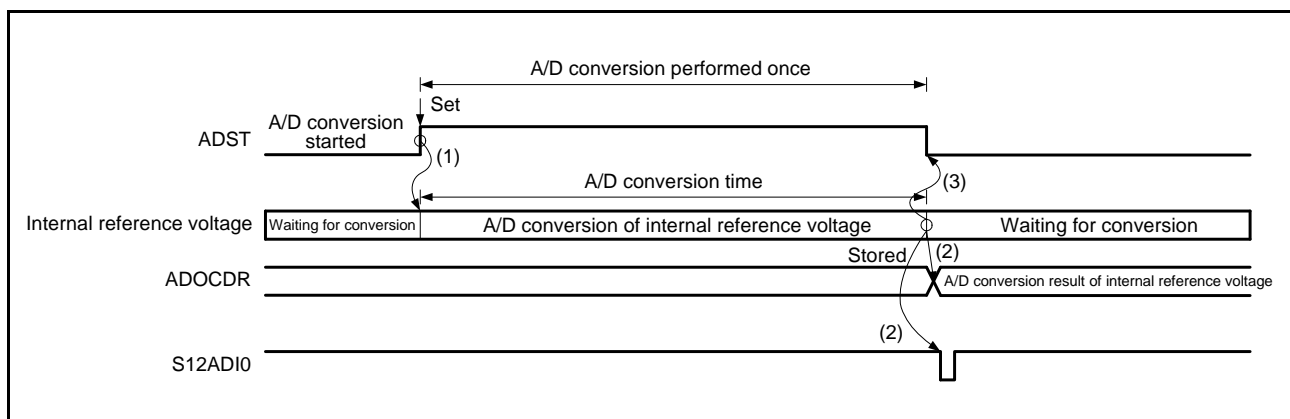 A/D conversion performed once
Set
A/D conversion
started
ADST
(1)
(3)
A/D conversion time
Internal reference voltage
Waiting for conversion
A/D conversion of internal reference voltage
Waiting for conversion
Stored
(2)
ADOCDR
A/D conversion result of internal reference voltage
(2)
S12ADI0